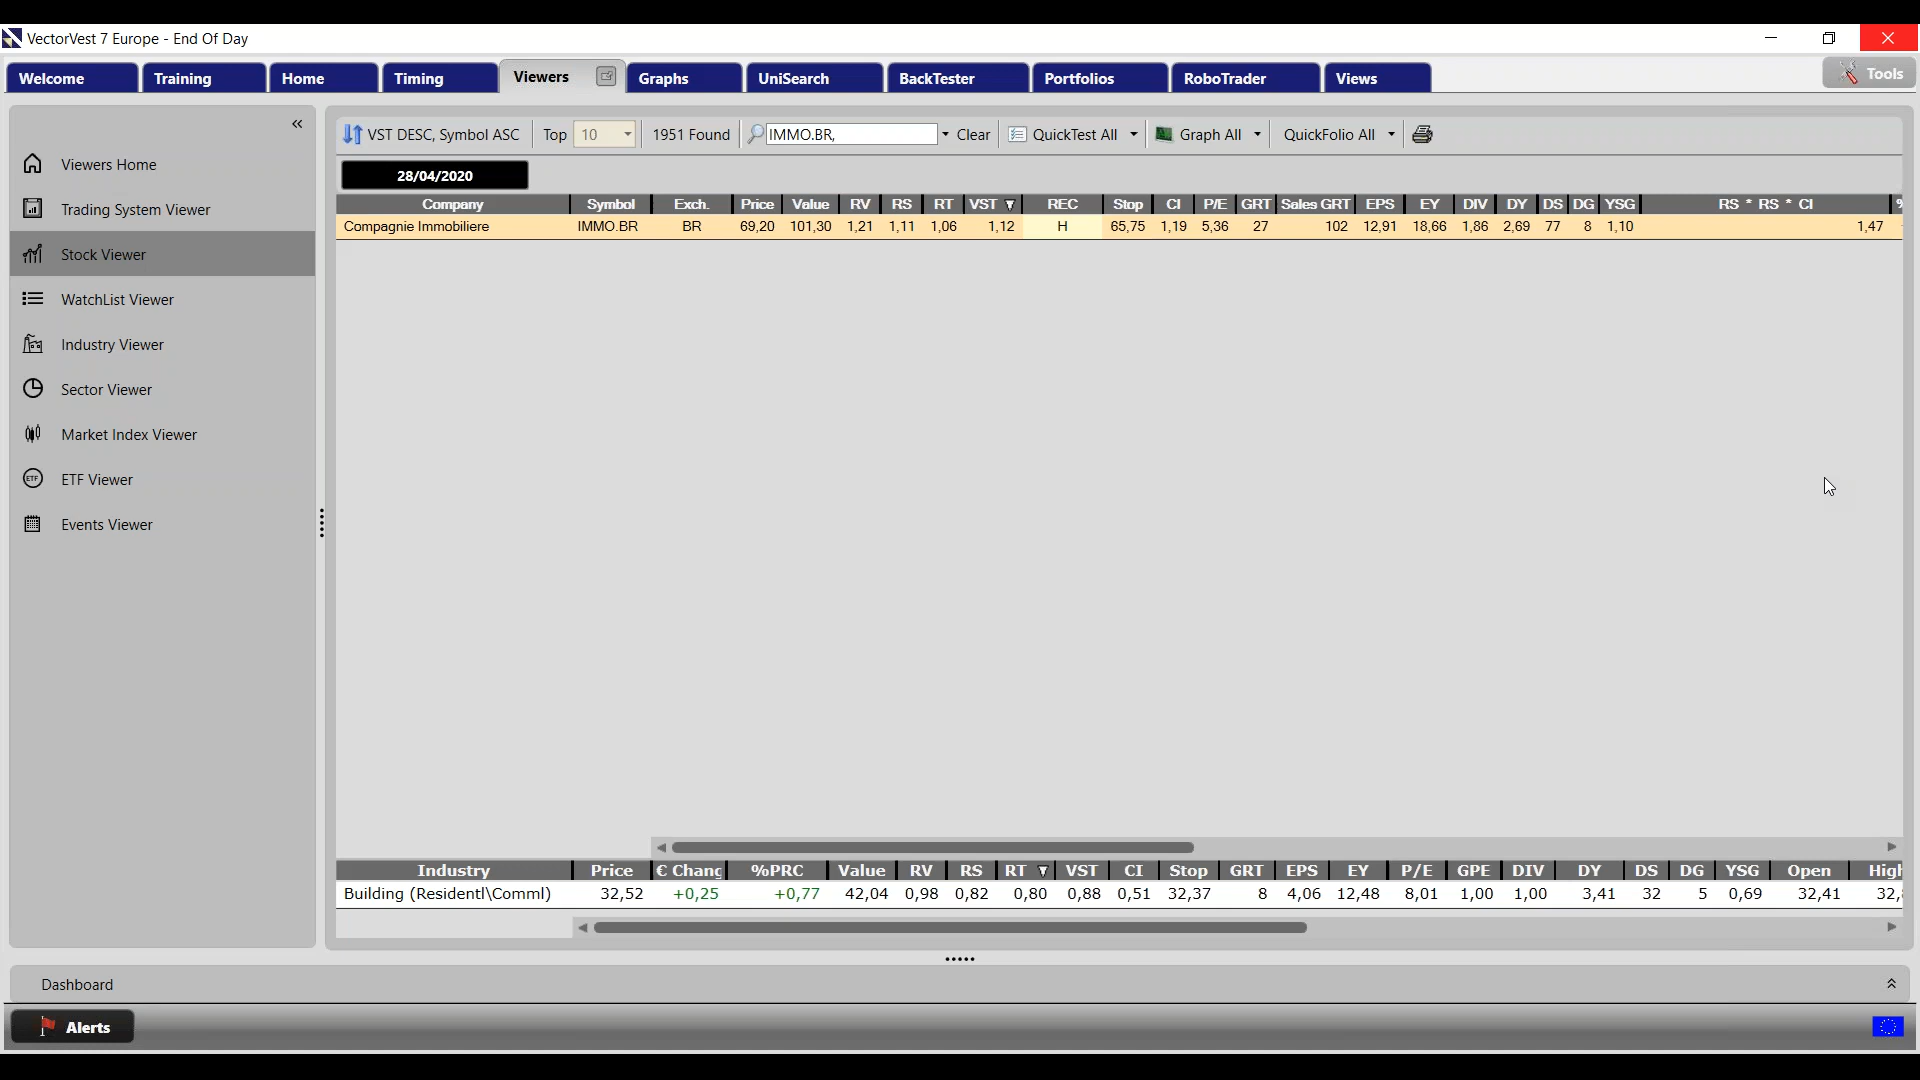 VectorVest 7 Europe - End Of Day
Welcome Training Home Timing Viewers Graphs UniSearch BackTester Portfolios RoboTrader Views Tools
«
VST DESC, Symbol ASC Top 10 1951 Found IMMO.BR, Clear QuickTest All Graph All QuickFolio All
28/04/2020
Company Symbol Exch. Price Value RV RS RT VST REC Stop CI P/E GRT Sales GRT EPS EY DIV DY DS DG YSG RS * RS * CI %
Compagnie Immobiliere IMMO.BR BR 69,20 101,30 1,21 1,11 1,06 1,12 H 65,75 1,19 5,36 27 102 12,91 18,66 1,86 2,69 77 8 1,10 1,47
Viewers Home
Trading System Viewer
Stock Viewer
WatchList Viewer
Industry Viewer
Sector Viewer
Market Index Viewer
ETF ETF Viewer
Events Viewer
Industry Price € Chang %PRC Value RV RS RT VST CI Stop GRT EPS EY P/E GPE DIV DY DS DG YSG Open High
Building (Residentl\Comml) 32,52 +0,25 +0,77 42,04 0,98 0,82 0,80 0,88 0,51 32,37 8 4,06 12,48 8,01 1,00 1,00 3,41 32 5 0,69 32,41 32,
Dashboard
Alerts